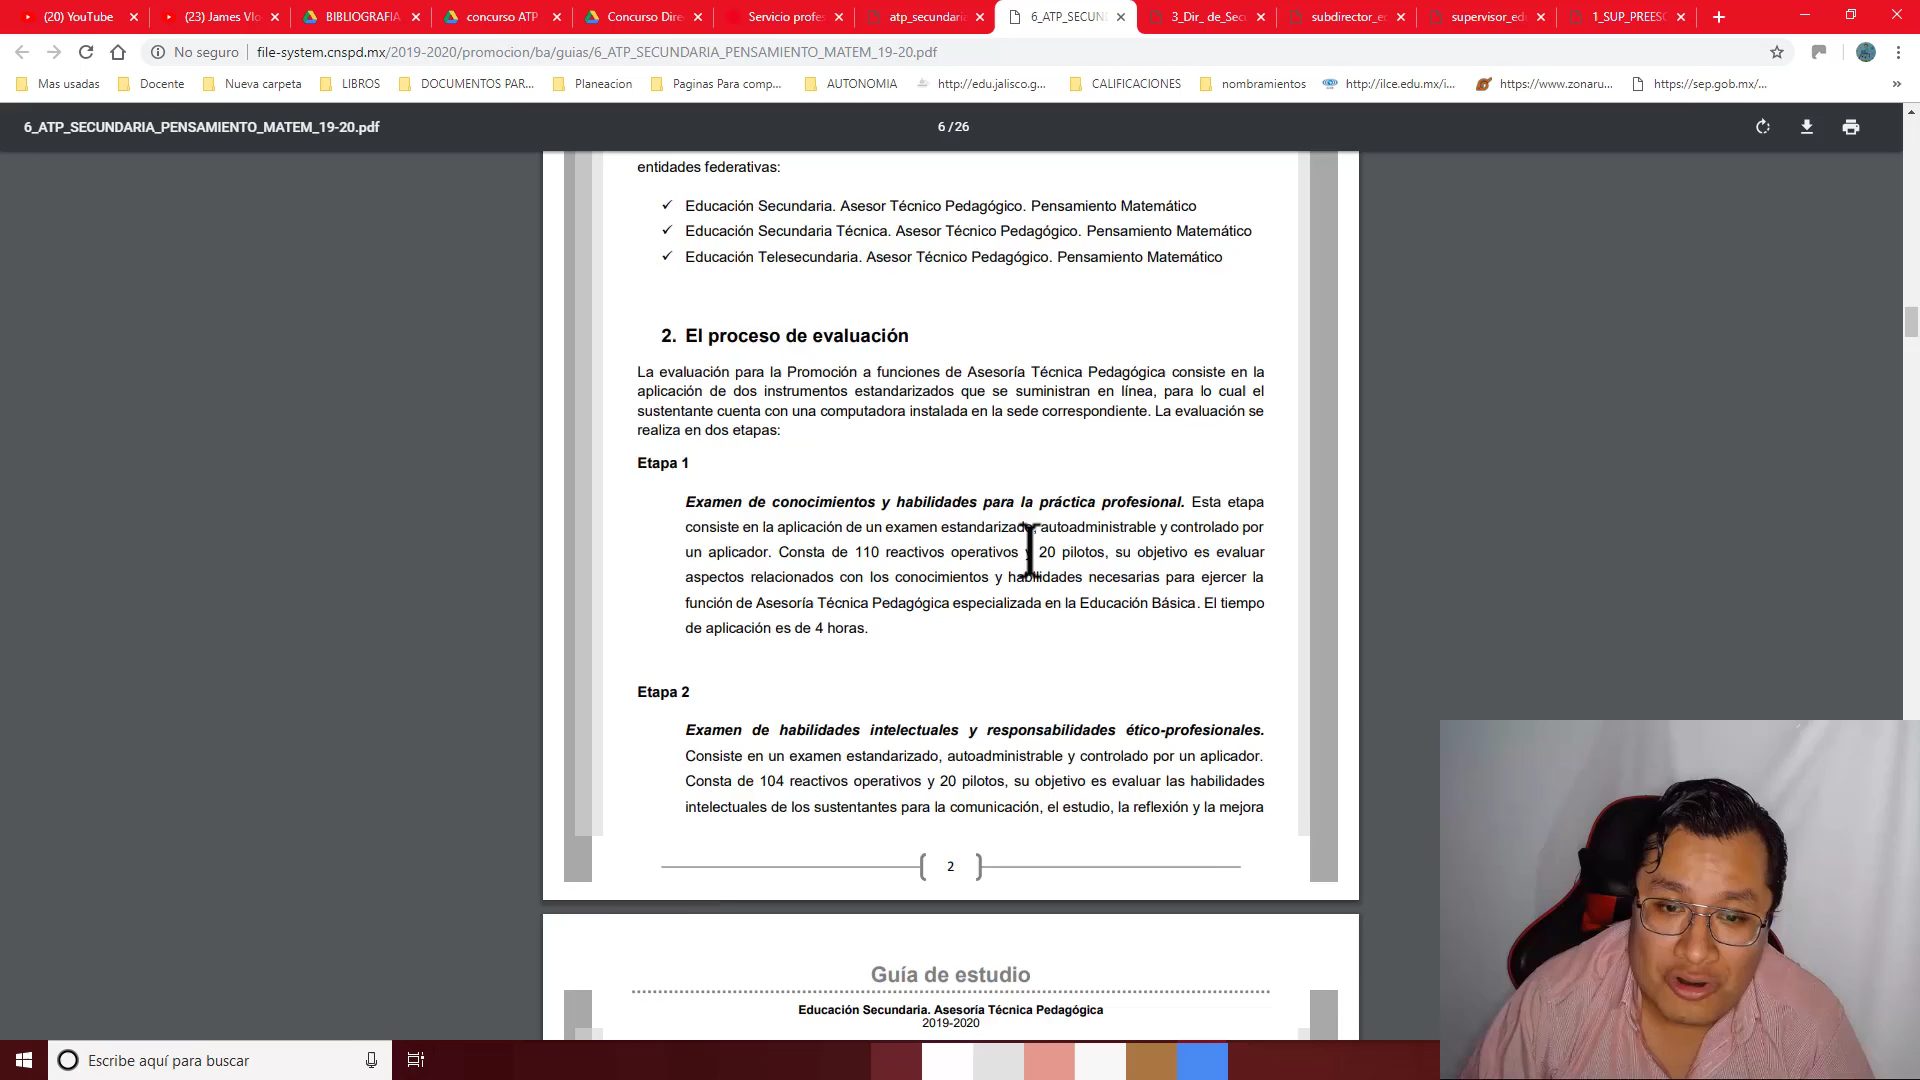 (20) YouTube
(23) James Vlo
BIBLIOGRAFIA
concurso ATP
Concurso Dire
Servicio profes
atp_secundaria
6_ATP_SECUN
3_Dir_ de_Sec
subdirector_e
supervisor_ed
1_SUP_PREESC
No seguro
file-system.cnspd.mx/2019-2020/promocion/ba/guias/6_ATP_SECUNDARIA_PENSAMIENTO_MATEM_19-20.pdf
Mas usadas
Docente
Nueva carpeta
LIBROS
DOCUMENTOS PAR...
Planeacion
Paginas Para comp...
AUTONOMIA
http://edu.jalisco.g...
CALIFICACIONES
nombramientos
http://ilce.edu.mx/i...
https://www.zonaru...
https://sep.gob.mx/...
»
6_ATP_SECUNDARIA_PENSAMIENTO_MATEM_19-20.pdf
6 / 26
entidades federativas:
✓ Educación Secundaria. Asesor Técnico Pedagógico. Pensamiento Matemático
✓ Educación Secundaria Técnica. Asesor Técnico Pedagógico. Pensamiento Matemático
✓ Educación Telesecundaria. Asesor Técnico Pedagógico. Pensamiento Matemático
2. El proceso de evaluación
La evaluación para la Promoción a funciones de Asesoría Técnica Pedagógica consiste en la
aplicación de dos instrumentos estandarizados que se suministran en línea, para lo cual el
sustentante cuenta con una computadora instalada en la sede correspondiente. La evaluación se
realiza en dos etapas:
Etapa 1
Examen de conocimientos y habilidades para la práctica profesional. Esta etapa
consiste en la aplicación de un examen estandarizado, autoadministrable y controlado por
un aplicador. Consta de 110 reactivos operativos y 20 pilotos, su objetivo es evaluar
aspectos relacionados con los conocimientos y habilidades necesarias para ejercer la
función de Asesoría Técnica Pedagógica especializada en la Educación Básica. El tiempo
de aplicación es de 4 horas.
Etapa 2
Examen de habilidades intelectuales y responsabilidades ético-profesionales.
Consiste en un examen estandarizado, autoadministrable y controlado por un aplicador.
Consta de 104 reactivos operativos y 20 pilotos, su objetivo es evaluar las habilidades
intelectuales de los sustentantes para la comunicación, el estudio, la reflexión y la mejora
2
Guía de estudio
Educación Secundaria. Asesoría Técnica Pedagógica
2019-2020
Escribe aquí para buscar